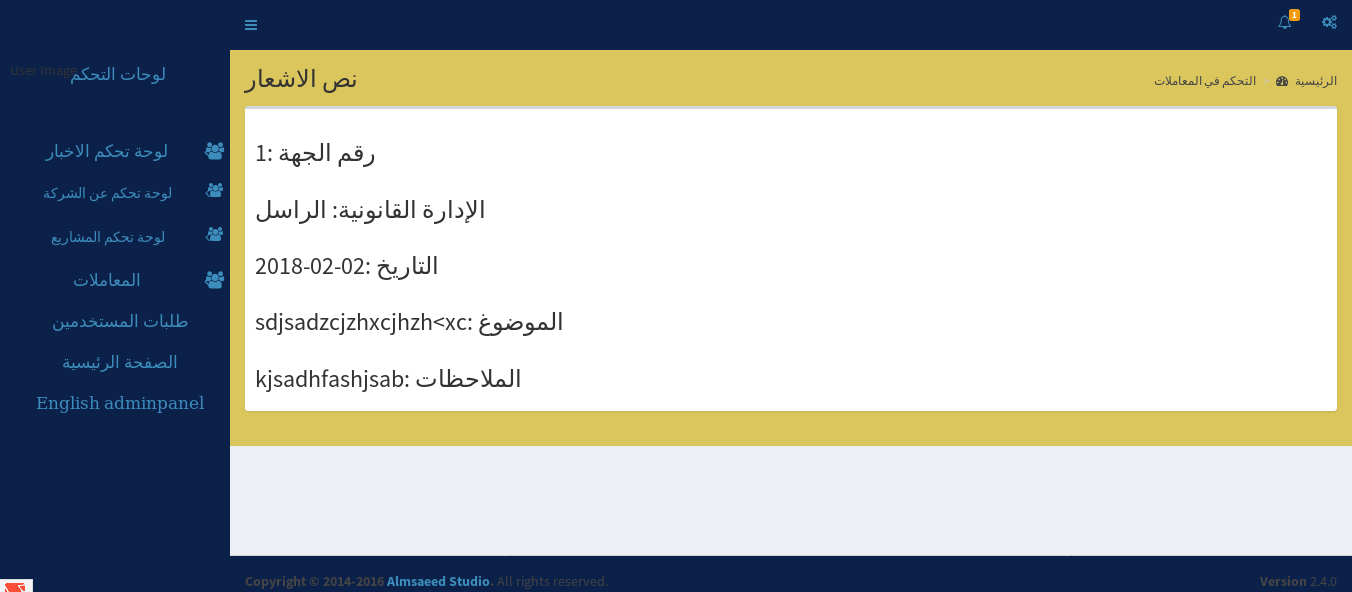 1
User Image
لوحات التحكم
لوحة تحكم الاخبار
لوحة تحكم عن الشركة
لوحة تحكم المشاريع
المعاملات
طلبات المستخدمين
الصفحة الرئيسية
English adminpanel
نص الاشعار
الرئيسية > التحكم في المعاملات
رقم الجهة :1
الإدارة القانونية: الراسل
التاريخ :2018-02-02
الموضوغ :sdjsadzcjzhxcjhzh<xc
الملاحظات :kjsadhfashjsab
Copyright © 2014-2016 Almsaeed Studio. All rights reserved.
Version 2.4.0